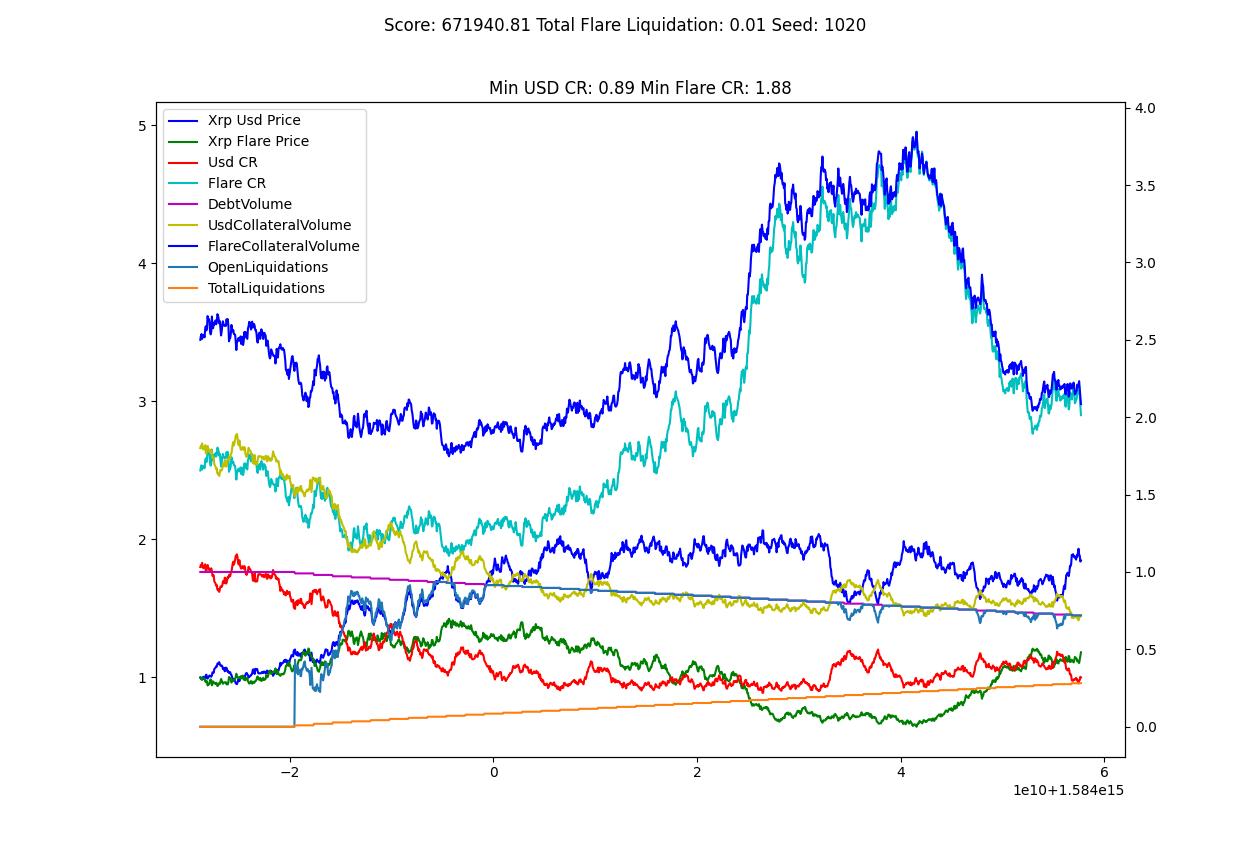 Score: 671940.81 Total Flare Liquidation: 0.01 Seed: 1020
Min USD CR: 0.89 Min Flare CR: 1.88
Xrp Usd Price
Xrp Flare Price
Usd CR
Flare CR
DebtVolume
UsdCollateralVolume
FlareCollateralVolume
OpenLiquidations
TotalLiquidations
5
4
3
2
1
4.0
3.5
3.0
2.5
2.0
1.5
1.0
0.5
0.0
−2 0 2 4 6
1e10+1.584e15